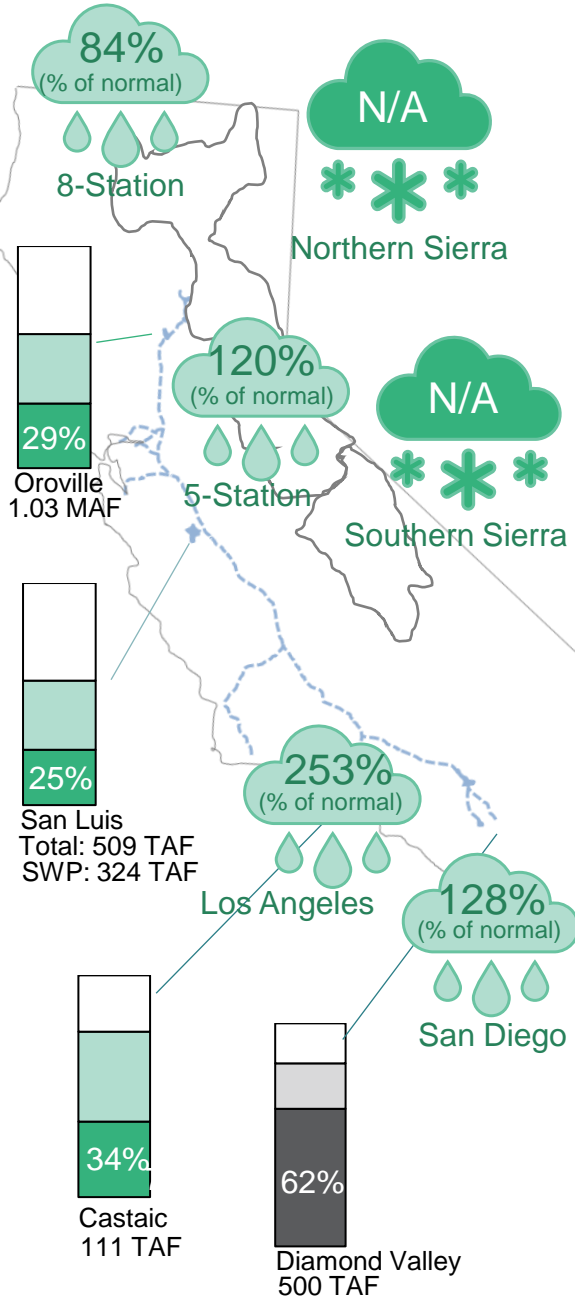 84%
(% of normal)
8-Station
N/A
Northern Sierra
29%
Oroville
1.03 MAF
120%
(% of normal)
5-Station
N/A
Southern Sierra
25%
San Luis
Total: 509 TAF
SWP: 324 TAF
253%
(% of normal)
Los Angeles
128%
(% of normal)
San Diego
34%
Castaic
111 TAF
62%
Diamond Valley
500 TAF